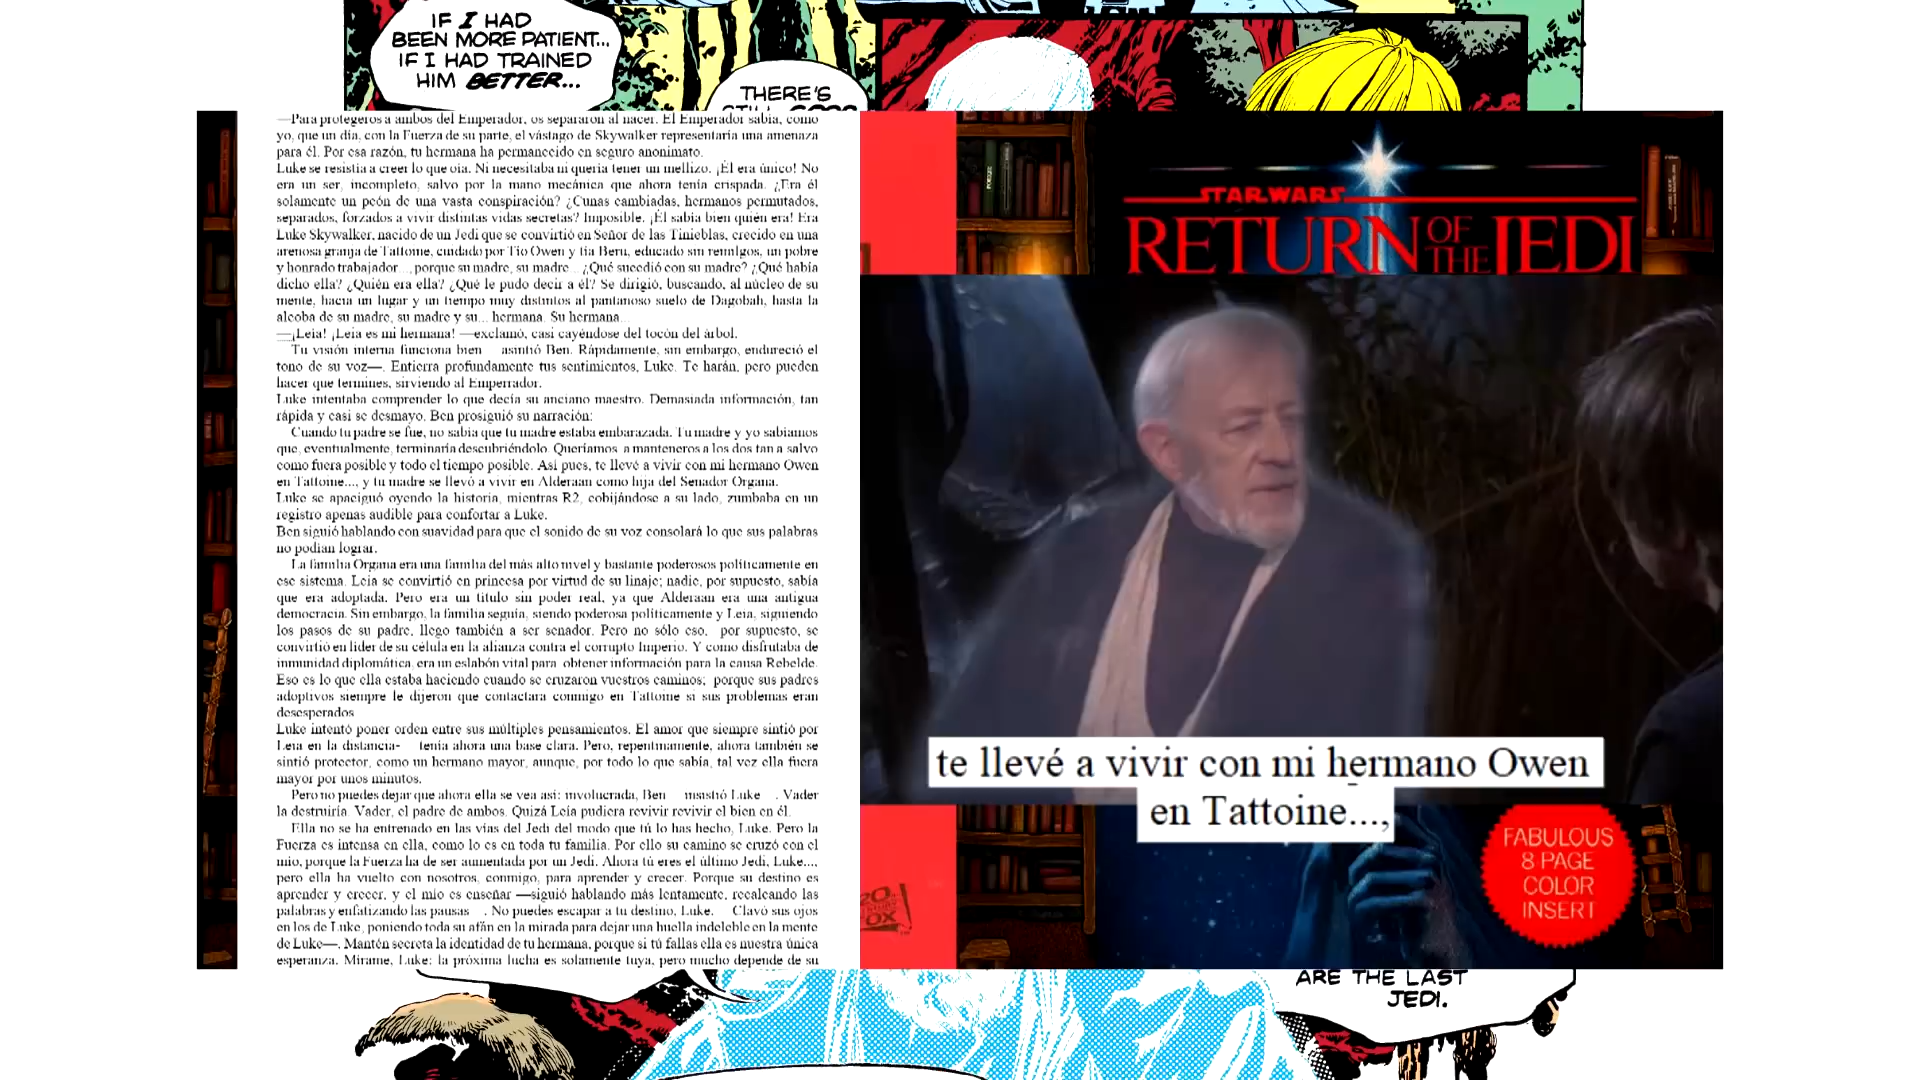 IF I HAD
BEEN MORE PATIENT...
IF I HAD TRAINED
HIM BETTER...
THERE'S
—Para protegeros a ambos del Emperador, os separaron al nacer. El Emperador sabía, como
yo, que un día, con la Fuerza de su parte, el vástago de Skywalker representaría una amenaza
para él. Por esa razón, tu hermana ha permanecido en seguro anonimato.
Luke se resistía a creer lo que oía. Ni necesitaba ni quería tener un mellizo. ¡Él era único! No
era un ser, incompleto, salvo por la mano mecánica que ahora tenía crispada. ¿Era él
solamente un peón de una vasta conspiración? ¿Cunas cambiadas, hermanos permutados,
separados, forzados a vivir distintas vidas secretas? Imposible. ¡Él sabía bien quién era! Era
Luke Skywalker, nacido de un Jedi que se convirtió en Señor de las Tinieblas, crecido en una
arenosa granja de Tattoine, cuidado por Tío Owen y tía Beru, educado sin remilgos, un pobre
y honrado trabajador..., porque su madre, su madre... ¿Qué sucedió con su madre? ¿Qué había
dicho ella? ¿Quién era ella? ¿Qué le pudo decir a él? Se dirigió, buscando, al núcleo de su
mente, hacia un lugar y un tiempo muy distintos al pantanoso suelo de Dagobah, hasta la
alcoba de su madre, su madre y su... hermana. Su hermana...
—¡Leia! ¡Leia es mi hermana! —exclamó, casi cayéndose del tocón del árbol.
Tu visión interna funciona bien asintió Ben. Rápidamente, sin embargo, endureció el
tono de su voz—. Entierra profundamente tus sentimientos, Luke. Te harán, pero pueden
hacer que termines, sirviendo al Emperrador.
Luke intentaba comprender lo que decía su anciano maestro. Demasiada información, tan
rápida y casi se desmayo. Ben prosiguió su narración:
Cuando tu padre se fue, no sabía que tu madre estaba embarazada. Tu madre y yo sabíamos
que, eventualmente, terminaría descubriéndolo. Queríamos a manteneros a los dos tan a salvo
como fuera posible y todo el tiempo posible. Así pues, te llevé a vivir con mi hermano Owen
en Tattoine..., y tu madre se llevó a vivir en Alderaan como hija del Senador Organa.
Luke se apaciguó oyendo la historia, mientras R2, cobijándose a su lado, zumbaba en un
registro apenas audible para confortar a Luke.
Ben siguió hablando con suavidad para que el sonido de su voz consolará lo que sus palabras
no podían lograr.
La familia Organa era una familia del más alto nivel y bastante poderosos políticamente en
ese sistema. Leia se convirtió en princesa por virtud de su linaje; nadie, por supuesto, sabía
que era adoptada. Pero era un título sin poder real, ya que Alderaan era una antigua
democracia. Sin embargo, la familia seguía, siendo poderosa políticamente y Leia, siguiendo
los pasos de su padre, llego también a ser senador. Pero no sólo eso, por supuesto, se
convirtió en líder de su célula en la alianza contra el corrupto Imperio. Y como disfrutaba de
inmunidad diplomática, era un eslabón vital para obtener información para la causa Rebelde.
Eso es lo que ella estaba haciendo cuando se cruzaron vuestros caminos; porque sus padres
adoptivos siempre le dijeron que contactara conmigo en Tattoine si sus problemas eran
desesperados
Luke intentó poner orden entre sus múltiples pensamientos. El amor que siempre sintió por
Leia en la distancia- tenía ahora una base clara. Pero, repentinamente, ahora también se
sintió protector, como un hermano mayor, aunque, por todo lo que sabía, tal vez ella fuera
mayor por unos minutos.
Pero no puedes dejar que ahora ella se vea así: involucrada, Ben insistió Luke . Vader
la destruiría. Vader, el padre de ambos. Quizá Leía pudiera revivir revivir el bien en él.
Ella no se ha entrenado en las vías del Jedi del modo que tú lo has hecho, Luke. Pero la
Fuerza es intensa en ella, como lo es en toda tu familia. Por ello su camino se cruzó con el
mío, porque la Fuerza ha de ser aumentada por un Jedi. Ahora tú eres el último Jedi, Luke...,
pero ella ha vuelto con nosotros, conmigo, para aprender y crecer. Porque su destino es
aprender y crecer, y el mío es enseñar —siguió hablando más lentamente, recalcando las
palabras y enfatizando las pausas . No puedes escapar a tu destino, Luke. Clavó sus ojos
en los de Luke, poniendo toda su afán en la mirada para dejar una huella indeleble en la mente
de Luke—. Mantén secreta la identidad de tu hermana, porque si tú fallas ella es nuestra única
esperanza. Mírame, Luke: la próxima lucha es solamente tuya, pero mucho depende de su
STAR WARS
RETURN OF THE JEDI
te llevé a vivir con mi hermano Owen
en Tattoine...,
FABULOUS
8 PAGE
COLOR
INSERT
ARE THE LAST
JEDI.